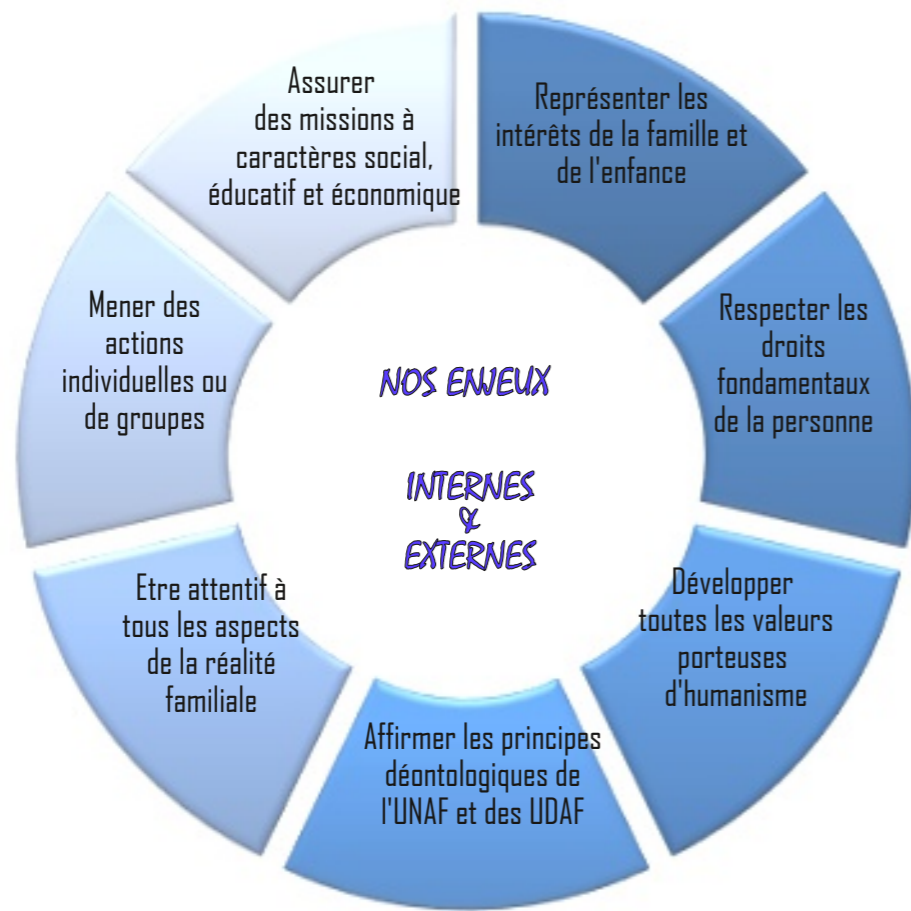 NOS ENJEUX
INTERNES
&
EXTERNES
Représenter les
intérêts de la famille et
de l'enfance
Respecter les
droits
fondamentaux
de la personne
Développer
toutes les valeurs
porteuses
d'humanisme
Affirmer les principes
déontologiques de
l'UNAF et des UDAF
Etre attentif à
tous les aspects
de la réalité
familiale
Mener des
actions
individuelles ou
de groupes
Assurer
des missions à
caractères social,
éducatif et économique